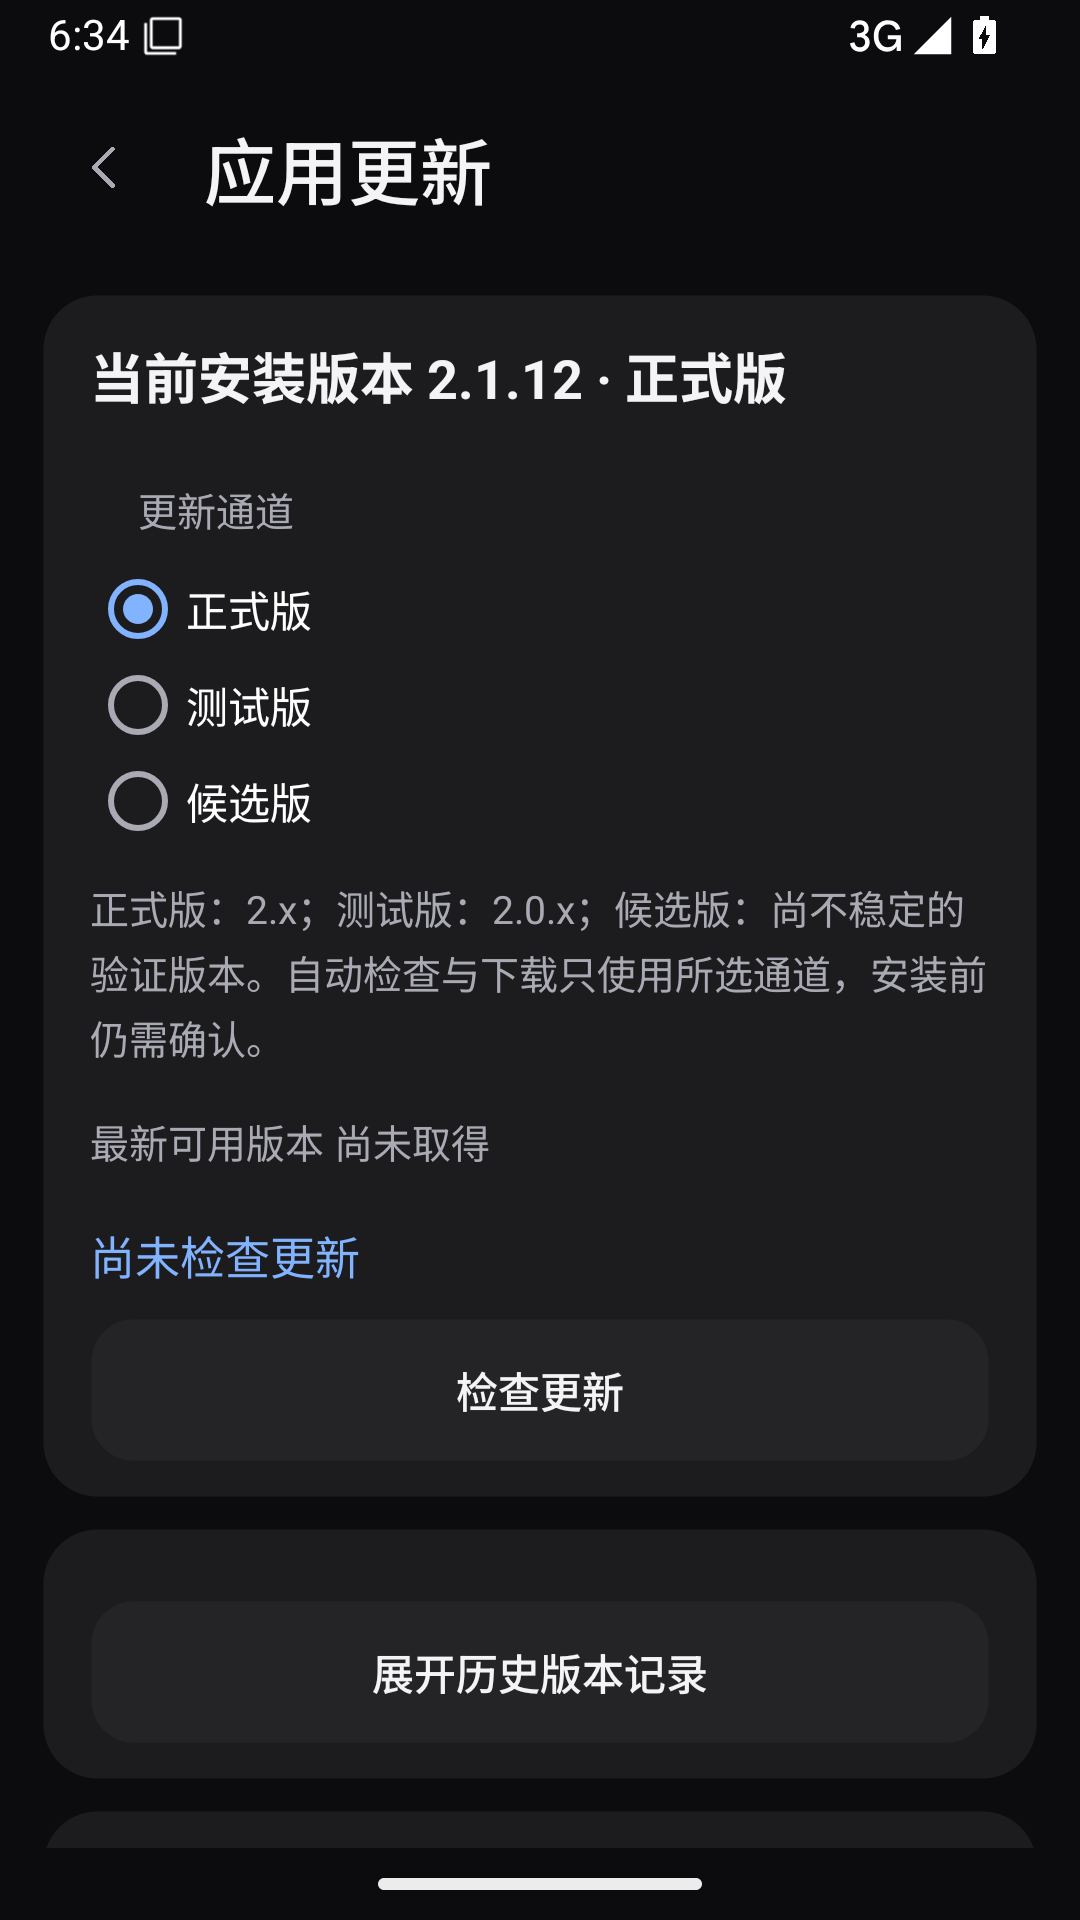 6:34
3G
应用更新
当前安装版本 2.1.12 · 正式版
更新通道
正式版
测试版
候选版
正式版：2.x；测试版：2.0.x；候选版：尚不稳定的
验证版本。自动检查与下载只使用所选通道，安装前
仍需确认。
最新可用版本 尚未取得
尚未检查更新
检查更新
展开历史版本记录